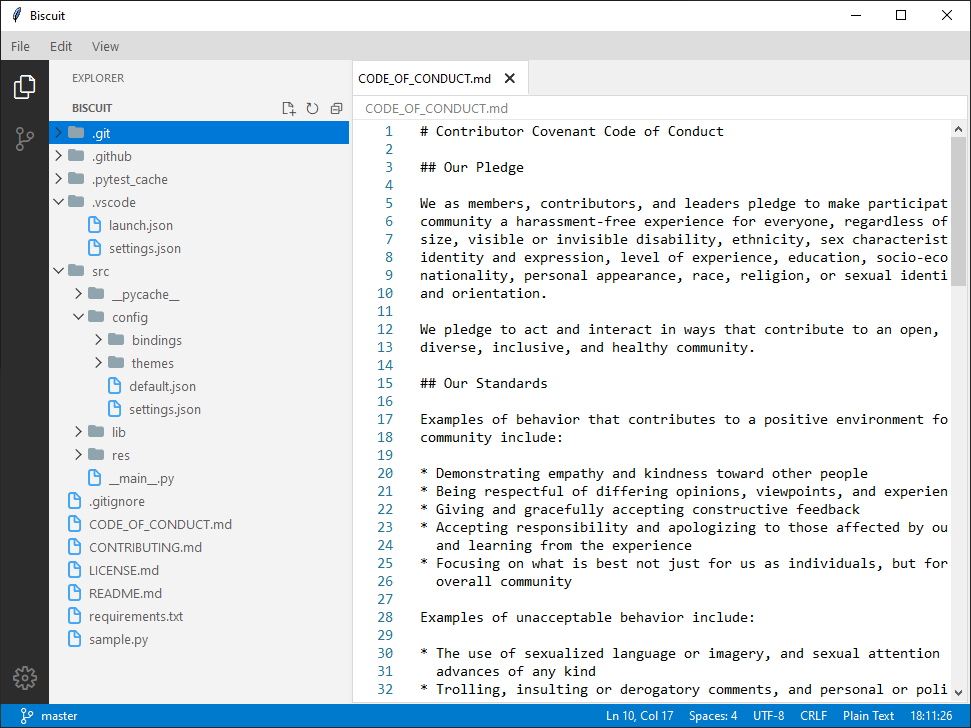 Biscuit
File Edit View
EXPLORER
BISCUIT
.git
.github
.pytest_cache
.vscode
launch.json
settings.json
src
__pycache__
config
bindings
themes
default.json
settings.json
lib
res
__main__.py
.gitignore
CODE_OF_CONDUCT.md
CONTRIBUTING.md
LICENSE.md
README.md
requirements.txt
sample.py
CODE_OF_CONDUCT.md
CODE_OF_CONDUCT.md
1 # Contributor Covenant Code of Conduct
2
3 ## Our Pledge
4
5 We as members, contributors, and leaders pledge to make participat
6 community a harassment-free experience for everyone, regardless of
7 size, visible or invisible disability, ethnicity, sex characterist
8 identity and expression, level of experience, education, socio-eco
9 nationality, personal appearance, race, religion, or sexual identi
10 and orientation.
11
12 We pledge to act and interact in ways that contribute to an open,
13 diverse, inclusive, and healthy community.
14
15 ## Our Standards
16
17 Examples of behavior that contributes to a positive environment fo
18 community include:
19
20 * Demonstrating empathy and kindness toward other people
21 * Being respectful of differing opinions, viewpoints, and experien
22 * Giving and gracefully accepting constructive feedback
23 * Accepting responsibility and apologizing to those affected by ou
24 and learning from the experience
25 * Focusing on what is best not just for us as individuals, but for
26 overall community
27
28 Examples of unacceptable behavior include:
29
30 * The use of sexualized language or imagery, and sexual attention
31 advances of any kind
32 * Trolling, insulting or derogatory comments, and personal or poli
master Ln 10, Col 17 Spaces: 4 UTF-8 CRLF Plain Text 18:11:26